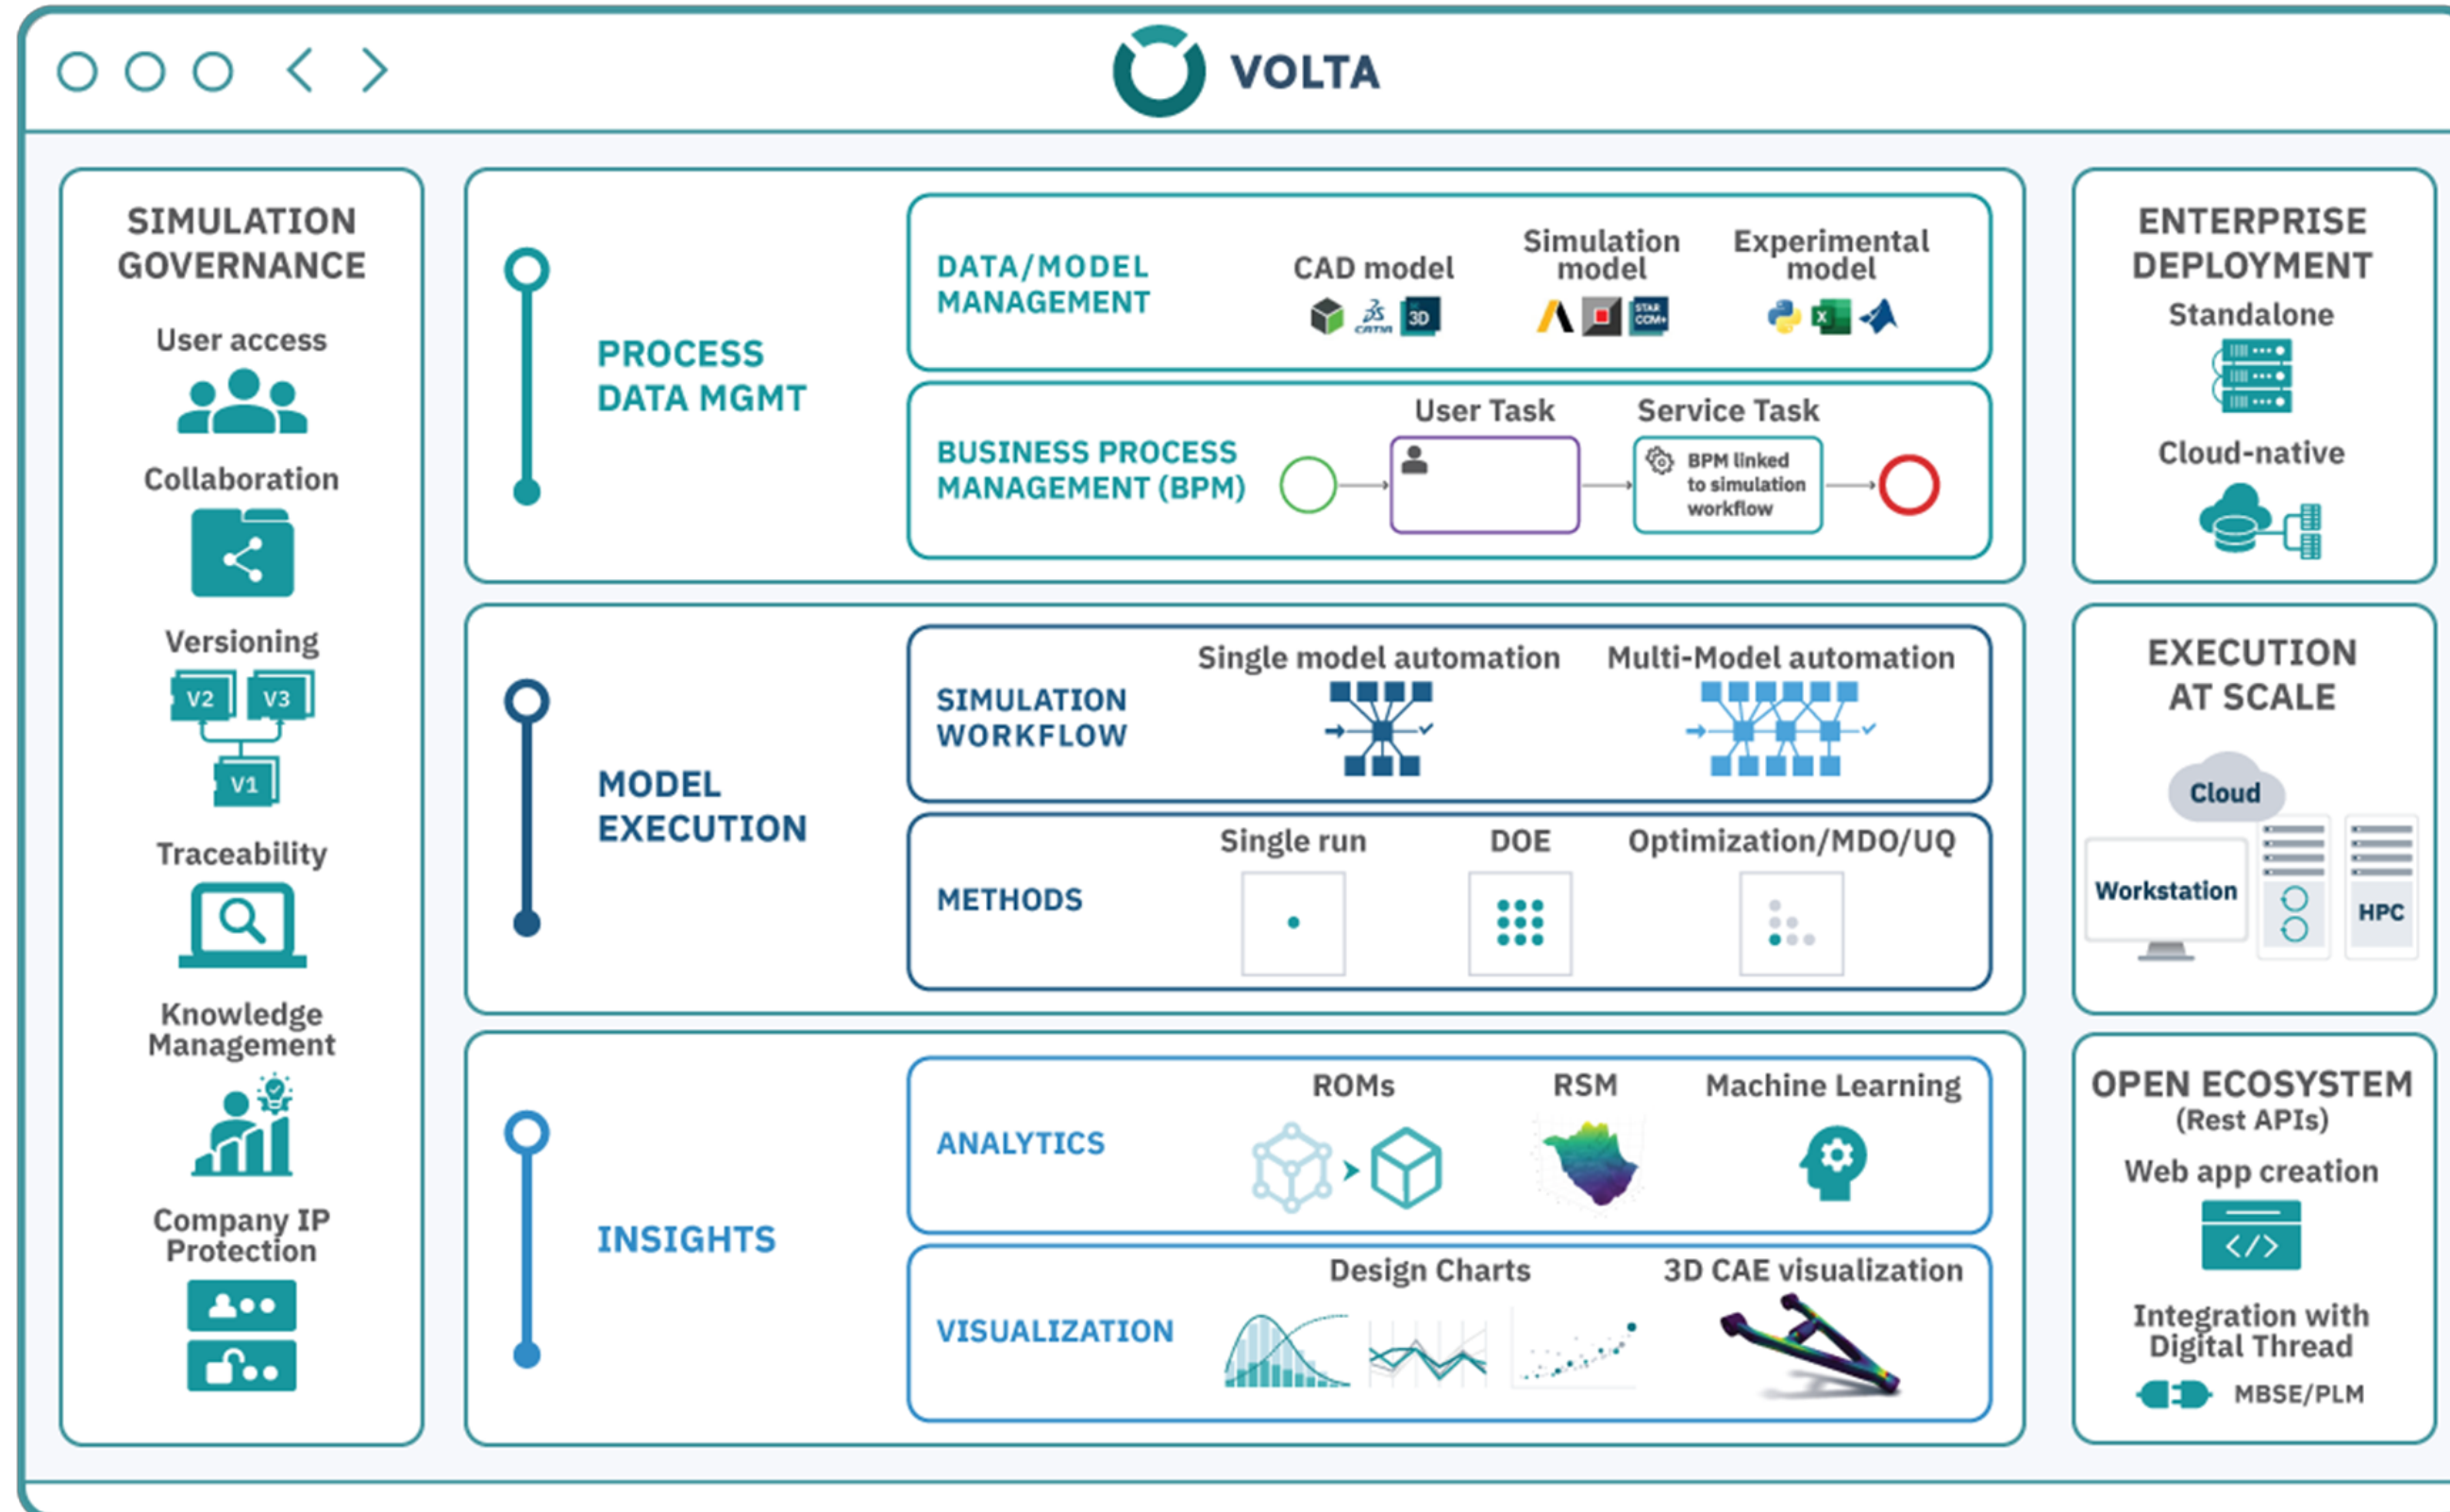 VOLTA
SIMULATION
GOVERNANCE
User access
Collaboration
Versioning
V2
V3
V1
Traceability
Knowledge
Management
Company IP
Protection
PROCESS
DATA MGMT
DATA/MODEL
MANAGEMENT
CAD model
CATIA
3D
Simulation
model
STAR
CCM+
Experimental
model
X
BUSINESS PROCESS
MANAGEMENT (BPM)
User Task
Service Task
BPM linked
to simulation
workflow
MODEL
EXECUTION
SIMULATION
WORKFLOW
Single model automation
Multi-Model automation
METHODS
Single run
DOE
Optimization/MDO/UQ
INSIGHTS
ANALYTICS
ROMs
RSM
Machine Learning
VISUALIZATION
Design Charts
3D CAE visualization
ENTERPRISE
DEPLOYMENT
Standalone
Cloud-native
EXECUTION
AT SCALE
Cloud
Workstation
HPC
OPEN ECOSYSTEM
(Rest APIs)
Web app creation
</>
Integration with
Digital Thread
MBSE/PLM